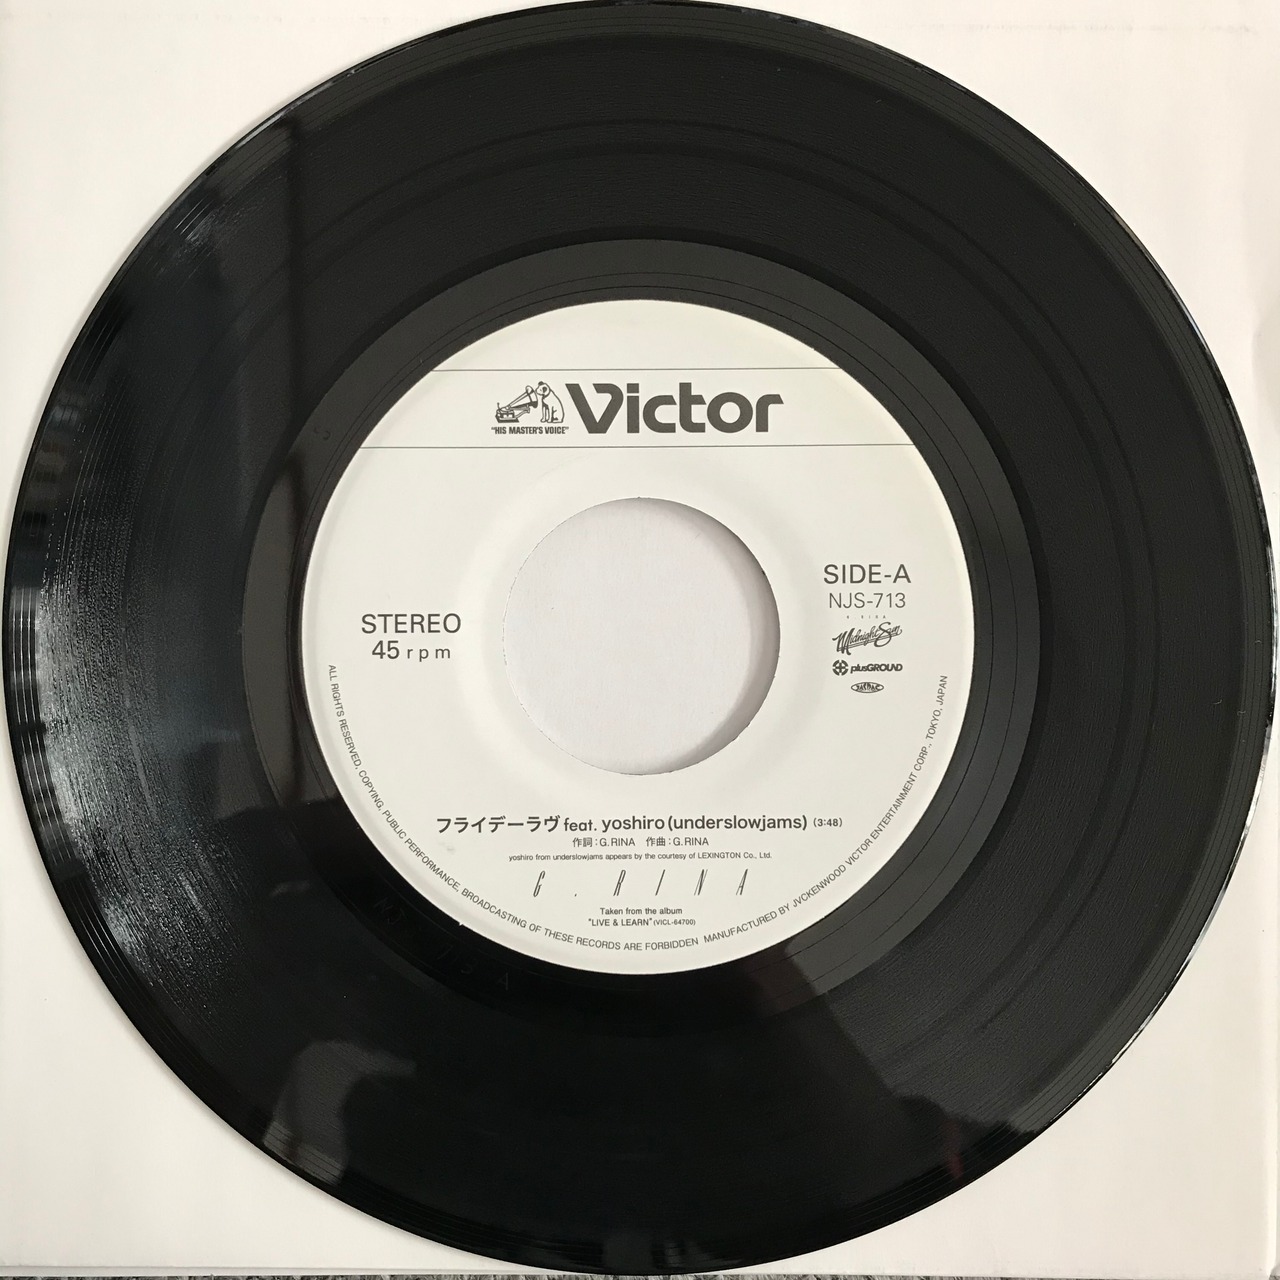 "HIS MASTER'S VOICE" Victor
SIDE-A
NJS-713
Midnight Sun
plusGROUND
JASRAC
STEREO
45 rpm
フライデーラヴ feat. yoshiro (underslowjams) (3:48)
作詞：G.RINA 作曲：G.RINA
yoshiro from underslowjams appears by the courtesy of LEXINGTON Co., Ltd.
G.RINA
Taken from the album
"LIVE & LEARN" (VICL-64700)
ALL RIGHTS RESERVED. COPYING, PUBLIC PERFORMANCE, BROADCASTING OF THESE RECORDS ARE FORBIDDEN MANUFACTURED BY JVCKENWOOD VICTOR ENTERTAINMENT CORP., TOKYO, JAPAN